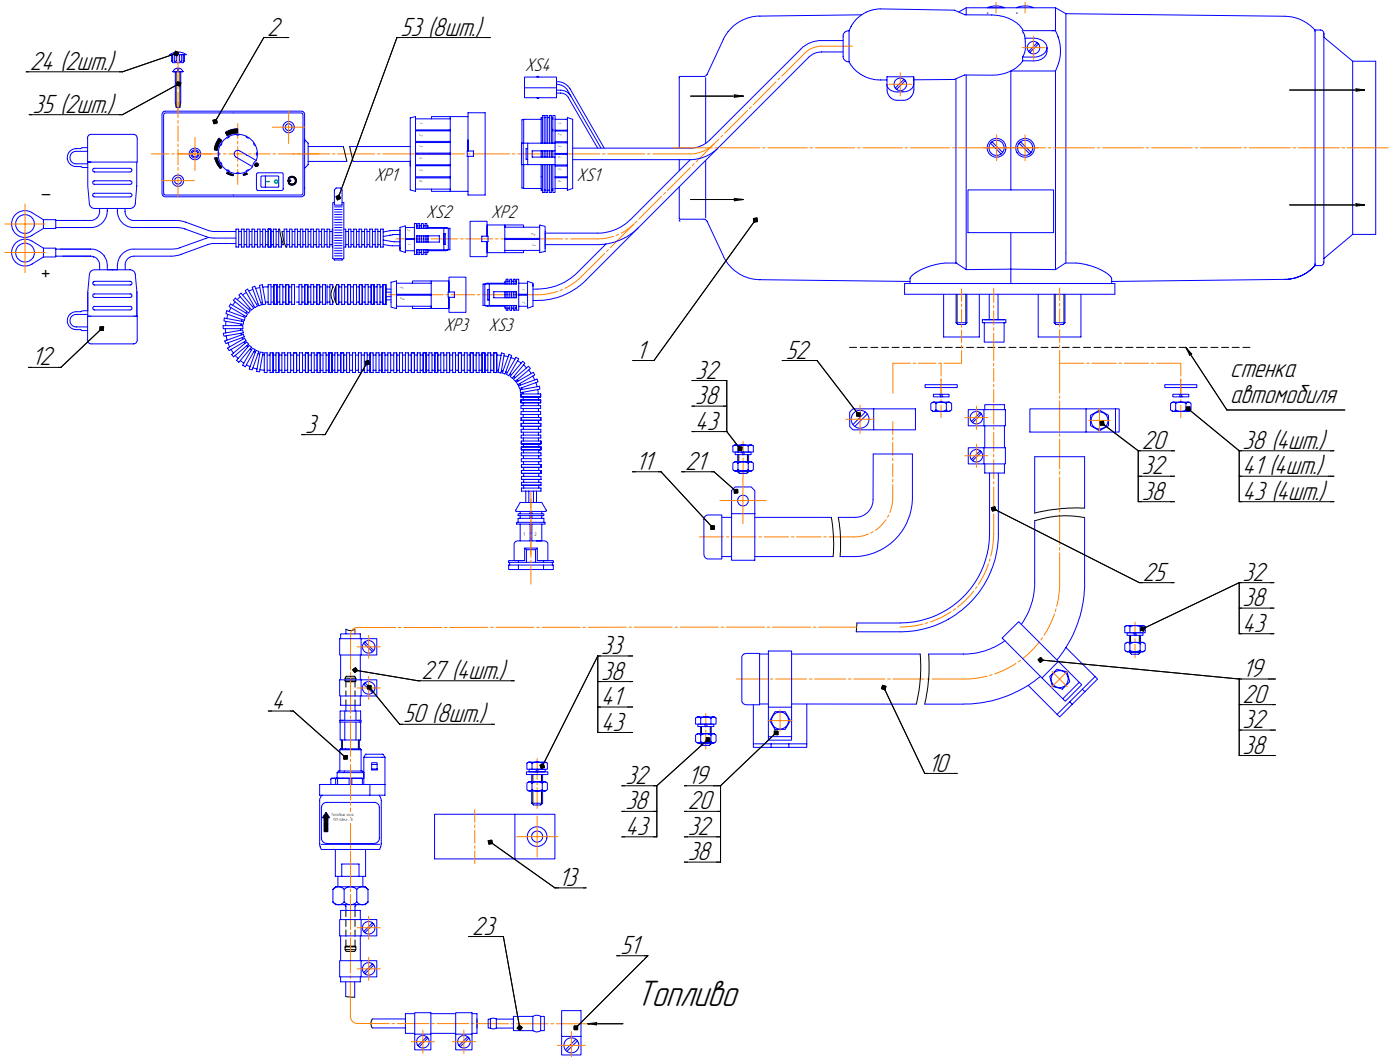 24 (2шт.)
35 (2шт.)
2
53 (8шт.)
XS4
XP1
XS1
XS2
XP2
XP3
XS3
−
+
12
3
1
стенка
автомобиля
32
38
43
52
11
21
20
32
38
38 (4шт.)
41 (4шт.)
43 (4шт.)
25
32
38
43
19
20
32
38
27 (4шт.)
50 (8шт.)
4
33
38
41
43
32
38
43
19
20
32
38
10
13
23
51
Топливо